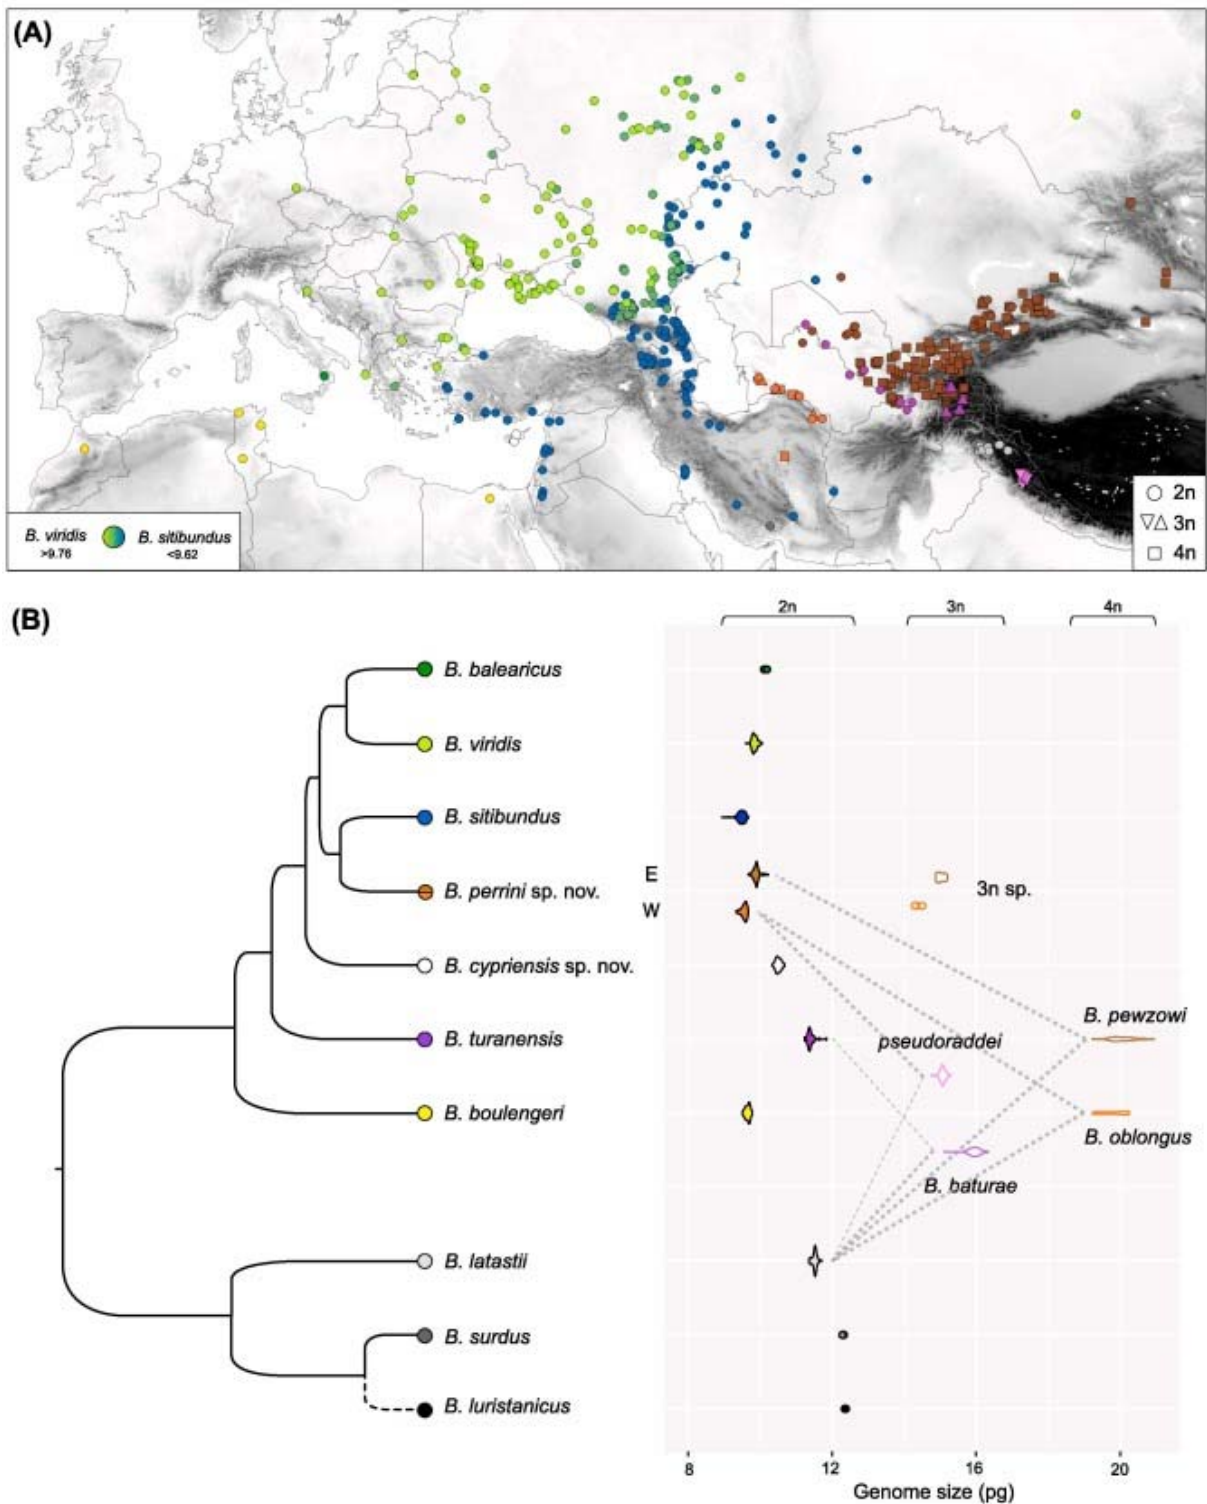 (A)
B. viridis
>9.76
B. sitibundus
<9.62
2n
3n
4n
(B)
2n
3n
4n
B. balearicus
B. viridis
B. sitibundus
E
3n sp.
B. perrini sp. nov.
W
B. cypriensis sp. nov.
B. pewzowi
B. turanensis
pseudoraddei
B. boulengeri
B. oblongus
B. baturae
B. latastii
B. surdus
B. luristanicus
8
12
16
20
Genome size (pg)